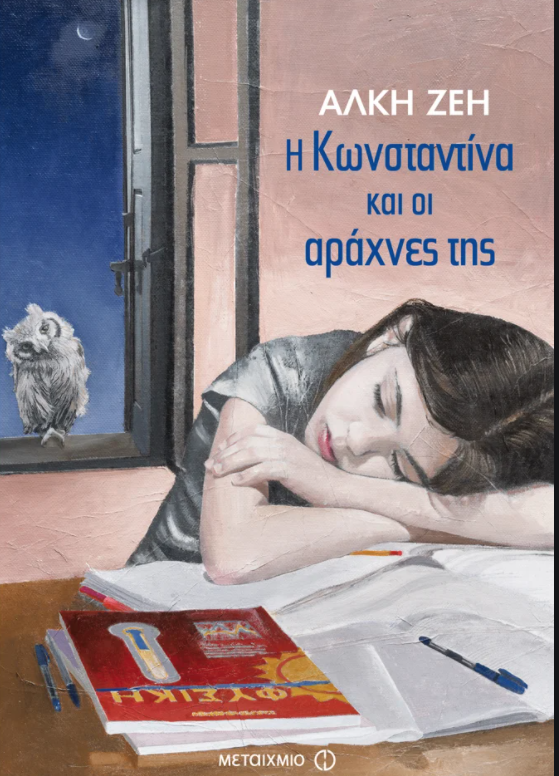 ΑΛΚΗ ΖΕΗ
Η Κωνσταντίνα
και οι
αράχνες της
ΦΥΣΙΚΗ
ΜΕΤΑΙΧΜΙΟ